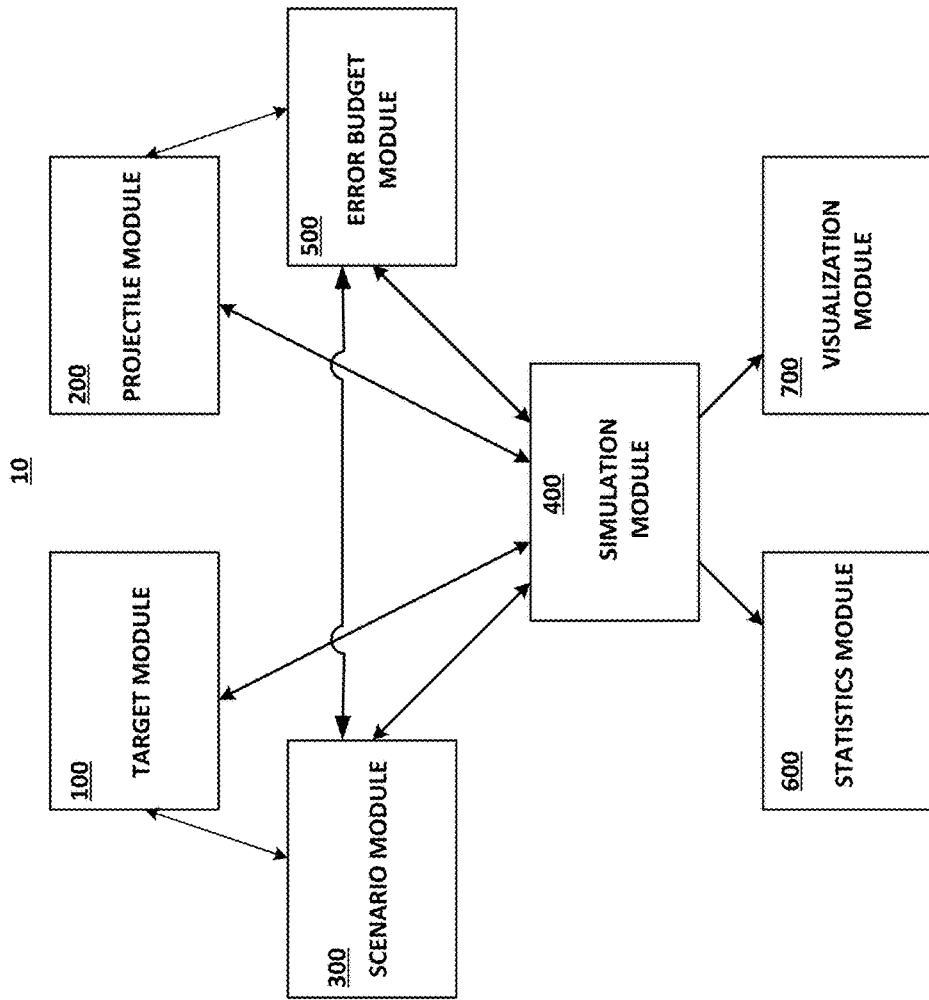 10
100
TARGET MODULE
200
PROJECTILE MODULE
300
SCENARIO MODULE
500
ERROR BUDGET
MODULE
400
SIMULATION
MODULE
600
STATISTICS MODULE
700
VISUALIZATION
MODULE